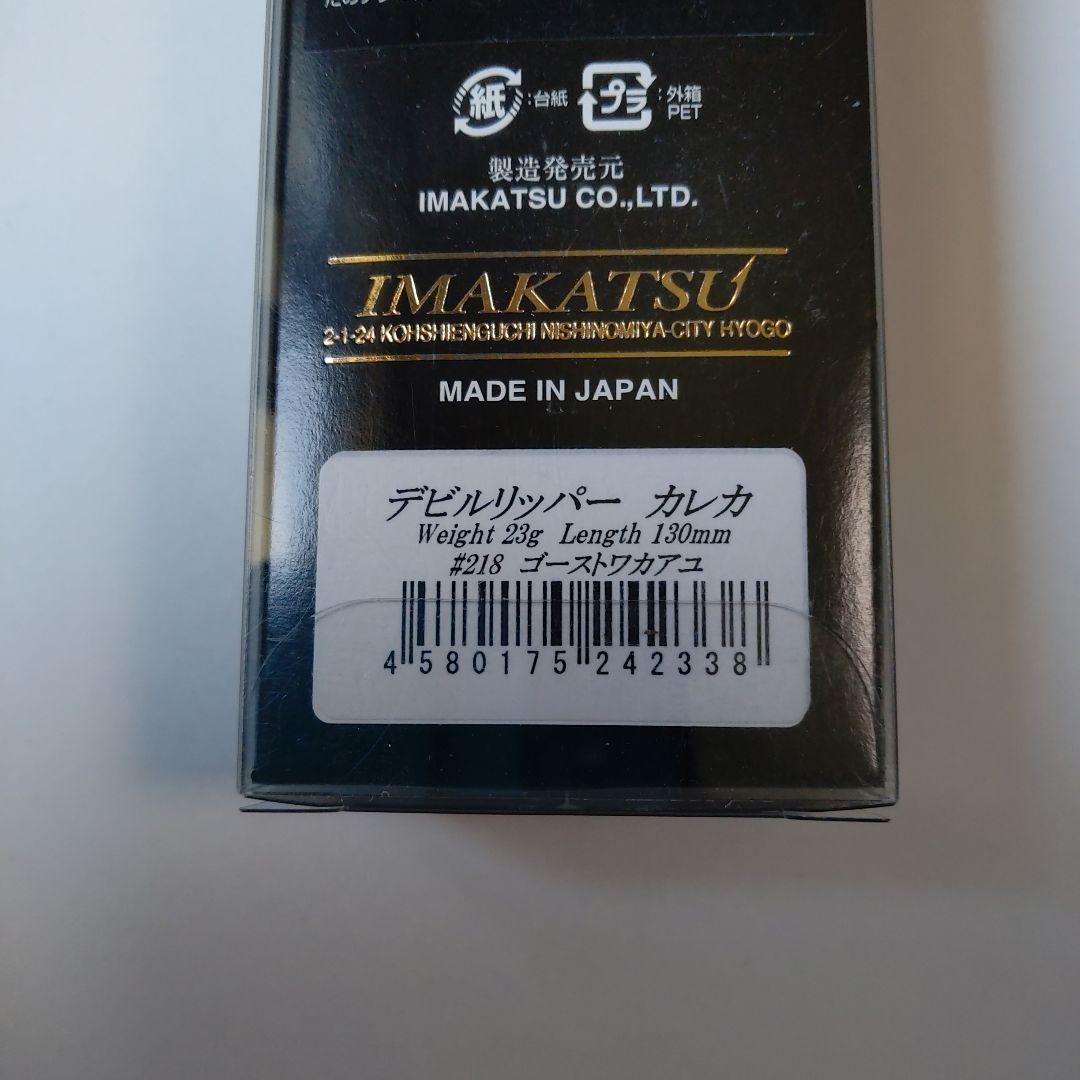 紙:台紙 プラ:外箱
PET
製造発売元
IMAKATSU CO.,LTD.
IMAKATSU
2-1-24 KOHSHIENGUCHI NISHINOMIYA-CITY HYOGO
MADE IN JAPAN
デビルリッパー カレカ
Weight 23g Length 130mm
#218 ゴーストワカアユ
4 580175 242338